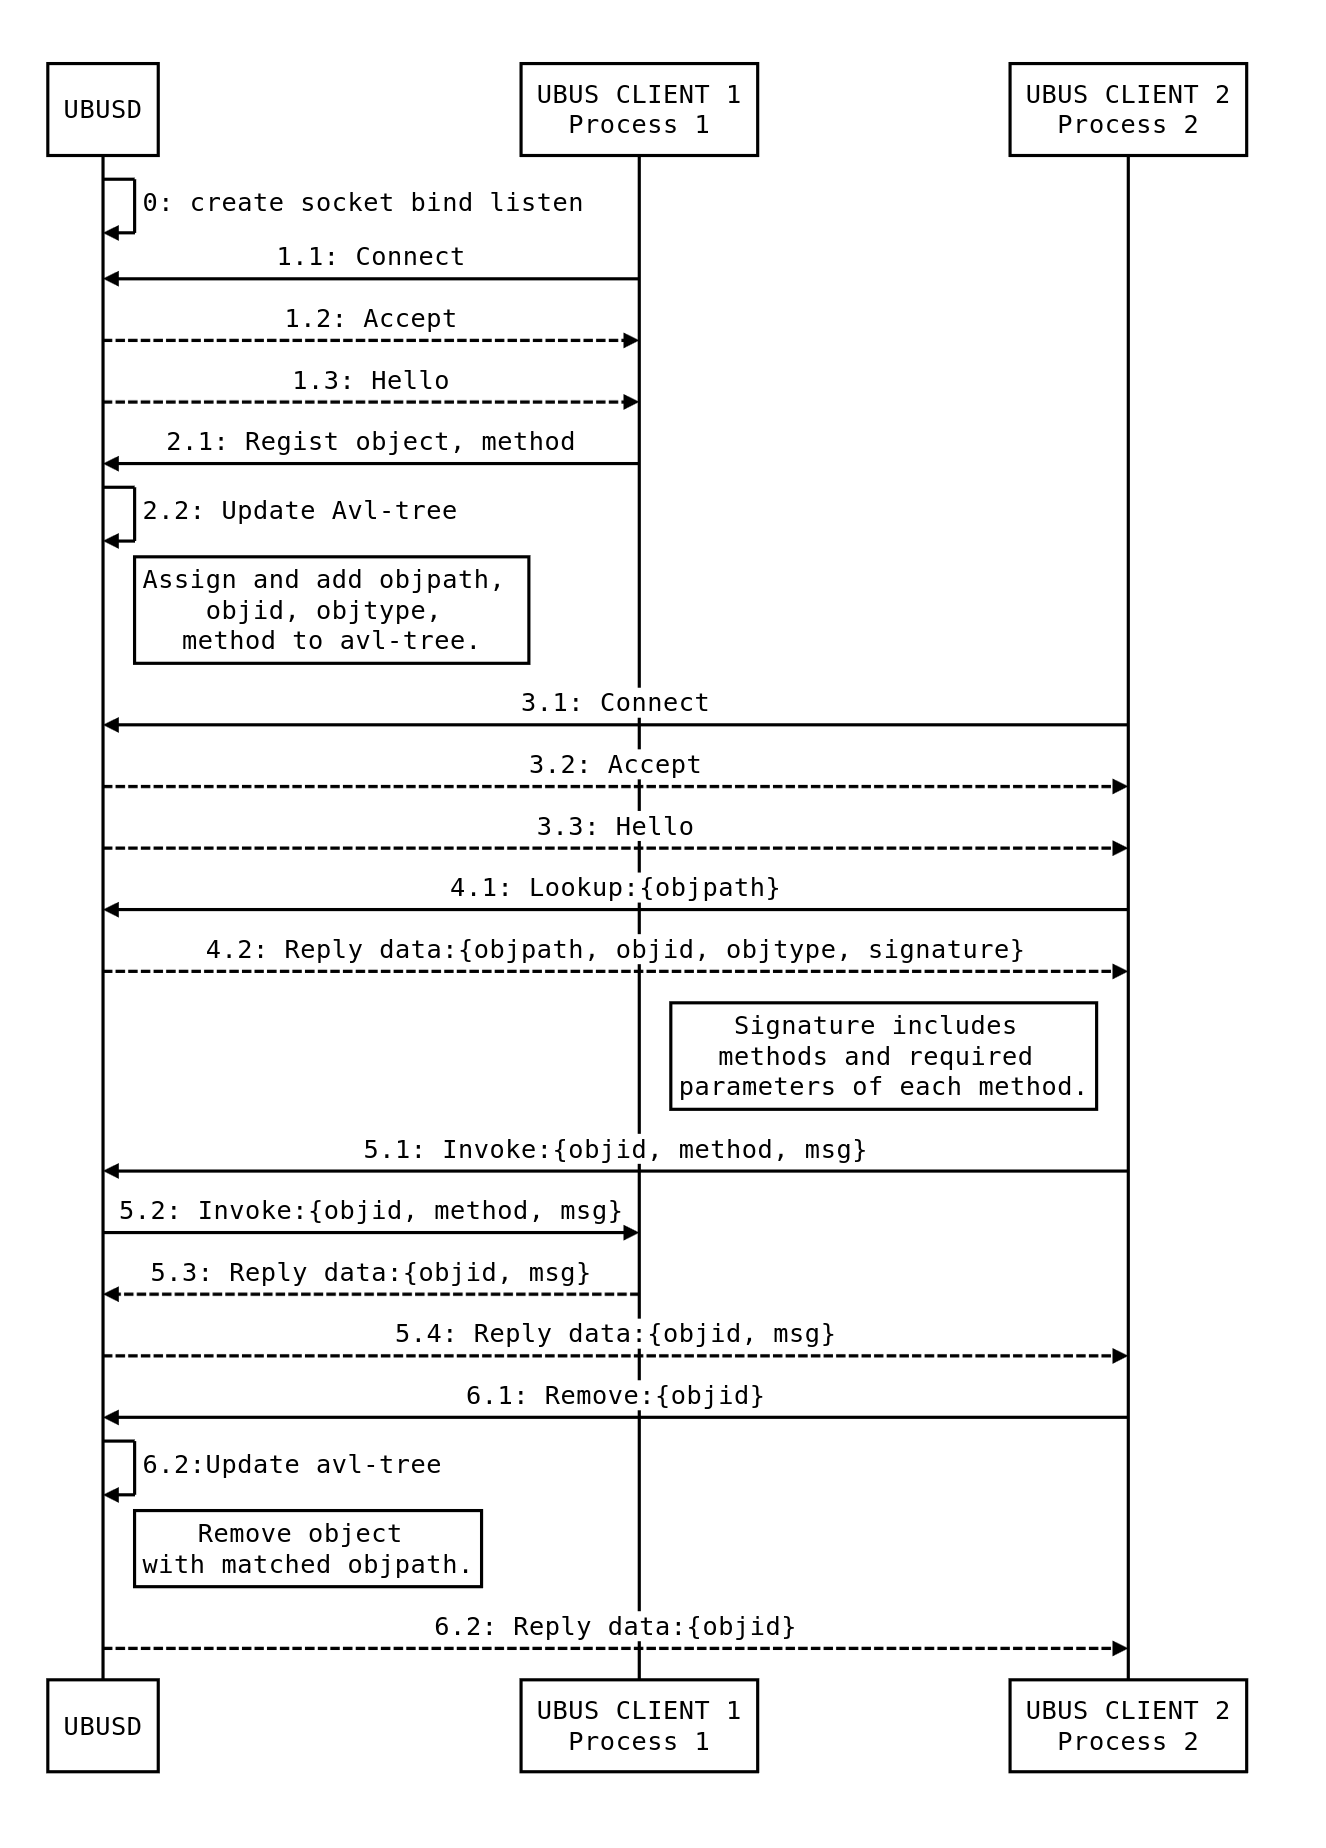 UBUSD
UBUS CLIENT 1
Process 1
UBUS CLIENT 2
Process 2
0: create socket bind listen
1.1: Connect
1.2: Accept
1.3: Hello
2.1: Regist object, method
2.2: Update Avl-tree
Assign and add objpath,
objid, objtype,
method to avl-tree.
3.1: Connect
3.2: Accept
3.3: Hello
4.1: Lookup:{objpath}
4.2: Reply data:{objpath, objid, objtype, signature}
Signature includes
methods and required
parameters of each method.
5.1: Invoke:{objid, method, msg}
5.2: Invoke:{objid, method, msg}
5.3: Reply data:{objid, msg}
5.4: Reply data:{objid, msg}
6.1: Remove:{objid}
6.2:Update avl-tree
Remove object
with matched objpath.
6.2: Reply data:{objid}
UBUSD
UBUS CLIENT 1
Process 1
UBUS CLIENT 2
Process 2